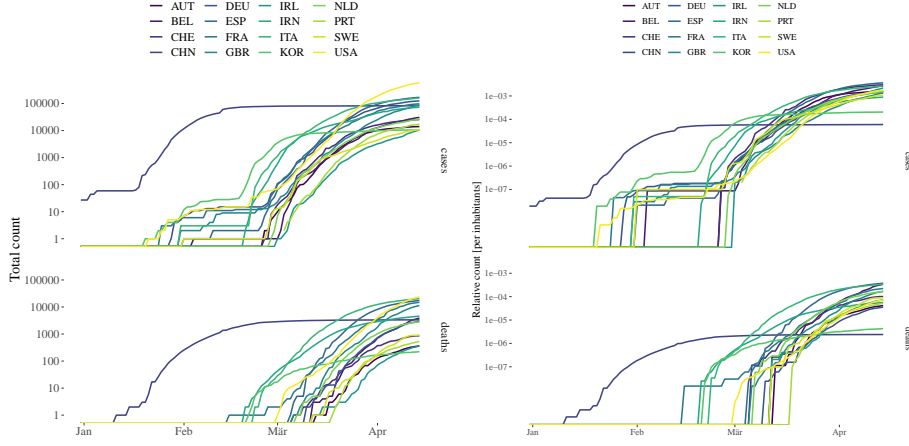 AUT DEU IRL NLD
BEL ESP IRN PRT
CHE FRA ITA SWE
CHN GBR KOR USA
Total count
100000
10000
1000
100
10
1
cases
100000
10000
1000
100
10
1
deaths
Jan Feb Mär April
AUT DEU IRL NLD
BEL ESP IRN PRT
CHE FRA ITA SWE
CHN GBR KOR USA
Relative count [per inhabitants]
1e−03
1e−04
1e−05
1e−06
1e−07
cases
1e−03
1e−04
1e−05
1e−06
1e−07
deaths
Jan Feb Mär April